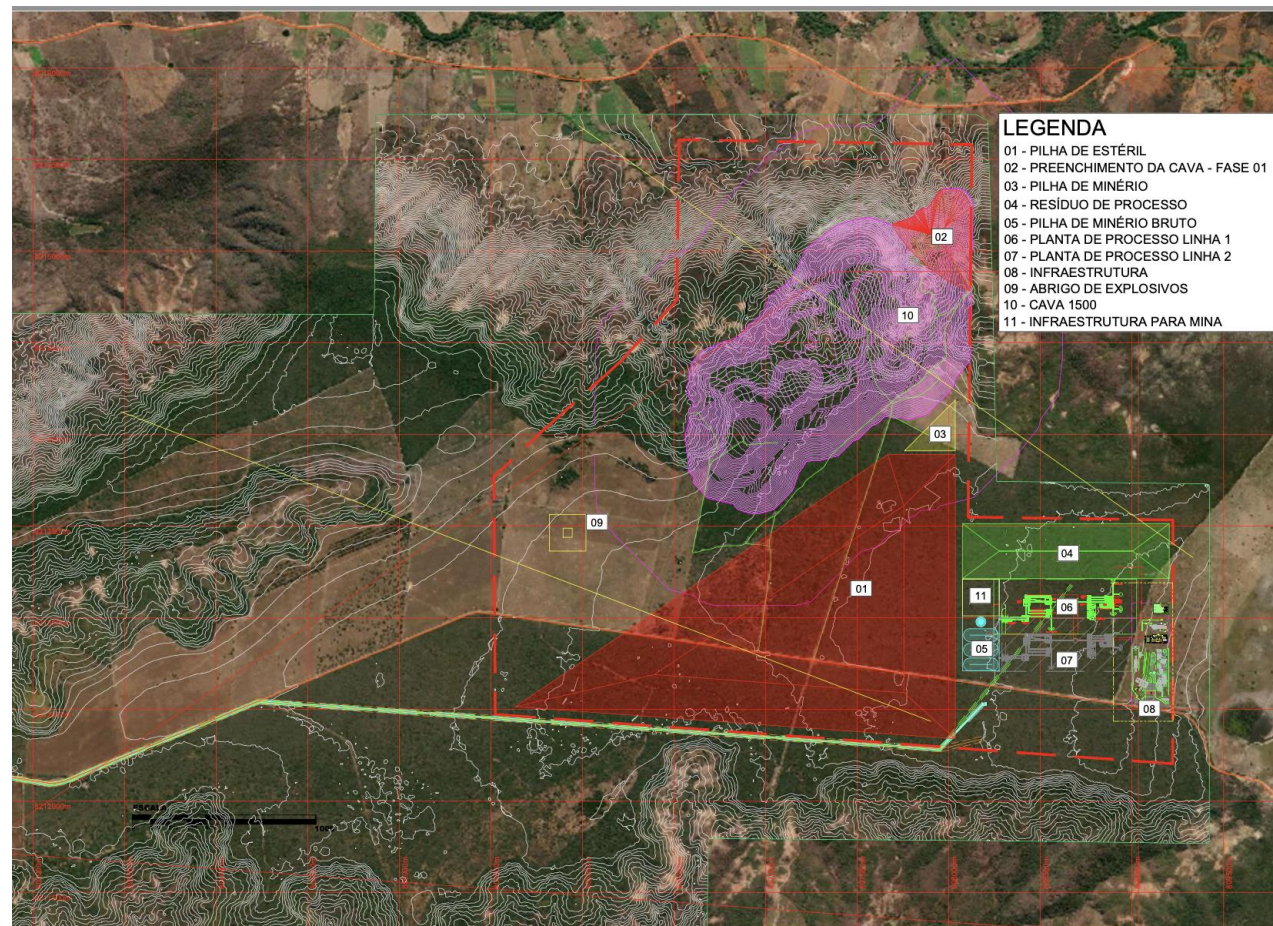 LEGENDA
01 - PILHA DE ESTÉRIL
02 - PREENCHIMENTO DA CAVA - FASE 01
03 - PILHA DE MINÉRIO
04 - RESÍDUO DE PROCESSO
05 - PILHA DE MINÉRIO BRUTO
06 - PLANTA DE PROCESSO LINHA 1
07 - PLANTA DE PROCESSO LINHA 2
08 - INFRAESTRUTURA
09 - ABRIGO DE EXPLOSIVOS
10 - CAVA 1500
11 - INFRAESTRUTURA PARA MINA
02
10
03
09
04
01
11
06
05
07
08
ESCALA